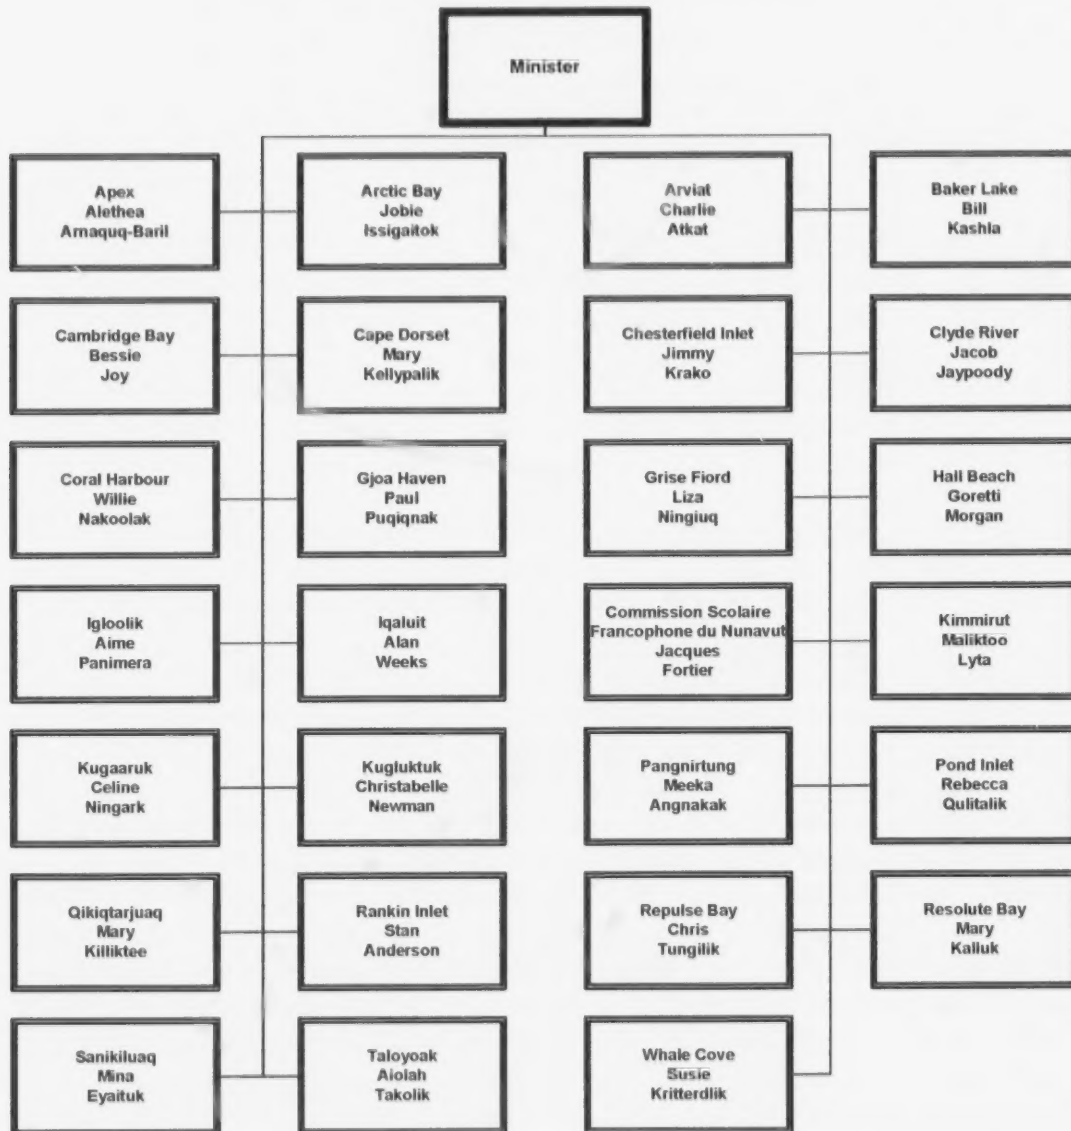 Minister
Apex
Alethea
Arnaquq-Baril
Arctic Bay
Jobie
Issigaitok
Arviat
Charlie
Atkat
Baker Lake
Bill
Kashla
Cambridge Bay
Bessie
Joy
Cape Dorset
Mary
Kellypalik
Chesterfield Inlet
Jimmy
Krako
Clyde River
Jacob
Jaypoody
Coral Harbour
Willie
Nakoolak
Gjoa Haven
Paul
Puqiqnak
Grise Fiord
Liza
Ningiuq
Hall Beach
Goretti
Morgan
Igloolik
Aime
Panimera
Iqaluit
Alan
Weeks
Commission Scolaire
Francophone du Nunavut
Jacques
Fortier
Kimmirut
Maliktoo
Lyta
Kugaaruk
Celine
Ningark
Kugluktuk
Christabelle
Newman
Pangnirtung
Meeka
Angnakak
Pond Inlet
Rebecca
Qulitalik
Qikiqtarjuaq
Mary
Killiktee
Rankin Inlet
Stan
Anderson
Repulse Bay
Chris
Tungilik
Resolute Bay
Mary
Kalluk
Sanikiluaq
Mina
Eyaituk
Taloyoak
Aiolah
Takolik
Whale Cove
Susie
Kritterdlik